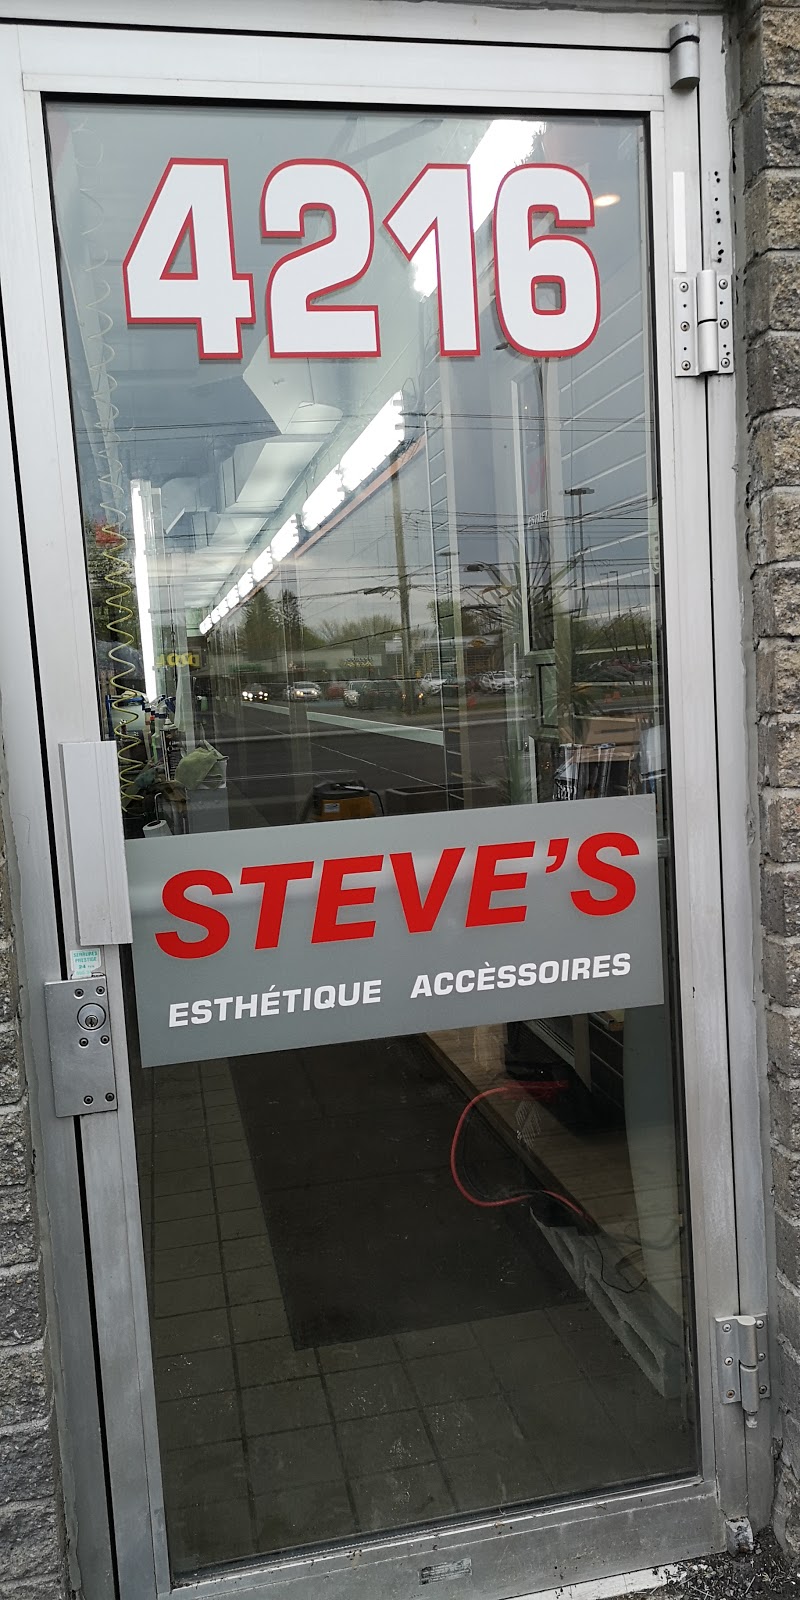 4216
STEVE'S
ESTHÉTIQUE ACCÈSSOIRES